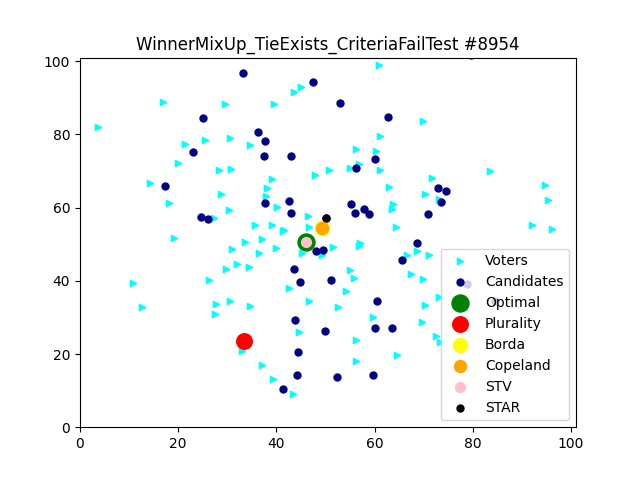 WinnerMixUp_TieExists_CriteriaFailTest #8954
100
80
60
40
20
0
0
20
40
60
80
100
Voters
Candidates
Optimal
Plurality
Borda
Copeland
STV
STAR